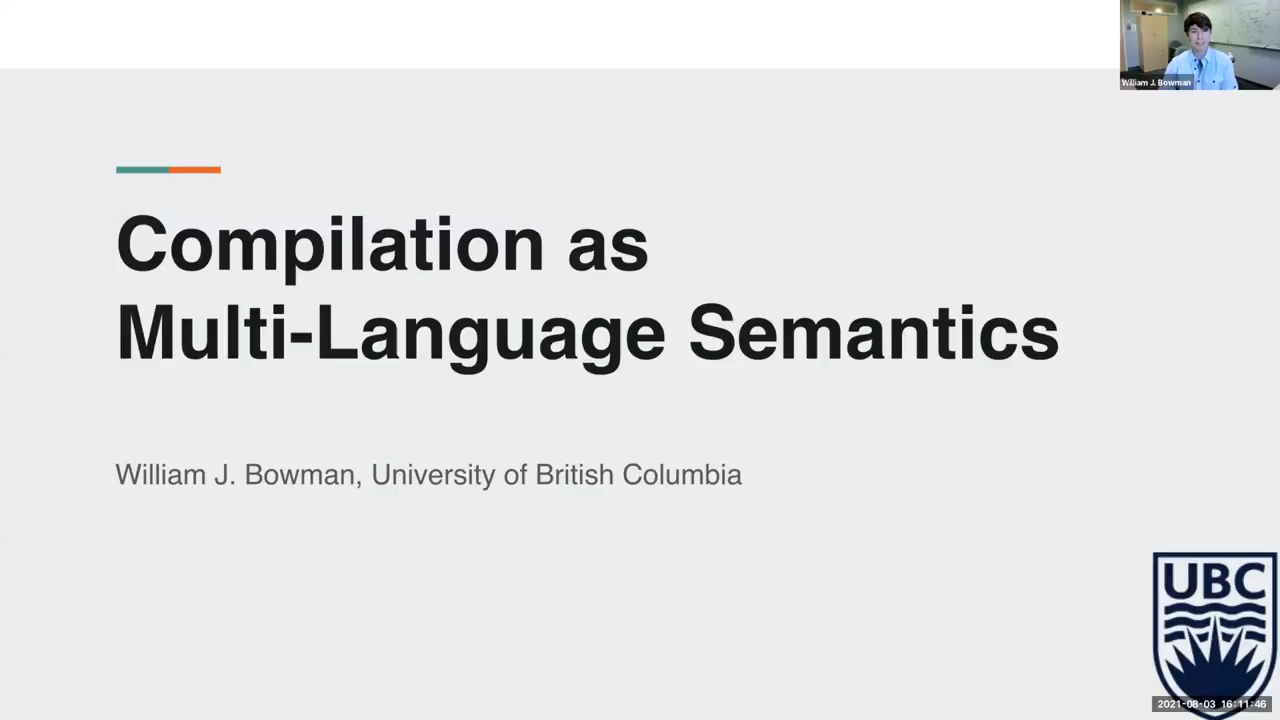 William J. Bowman
Compilation as
Multi-Language Semantics
William J. Bowman, University of British Columbia
UBC
2021-08-03 16:11:46